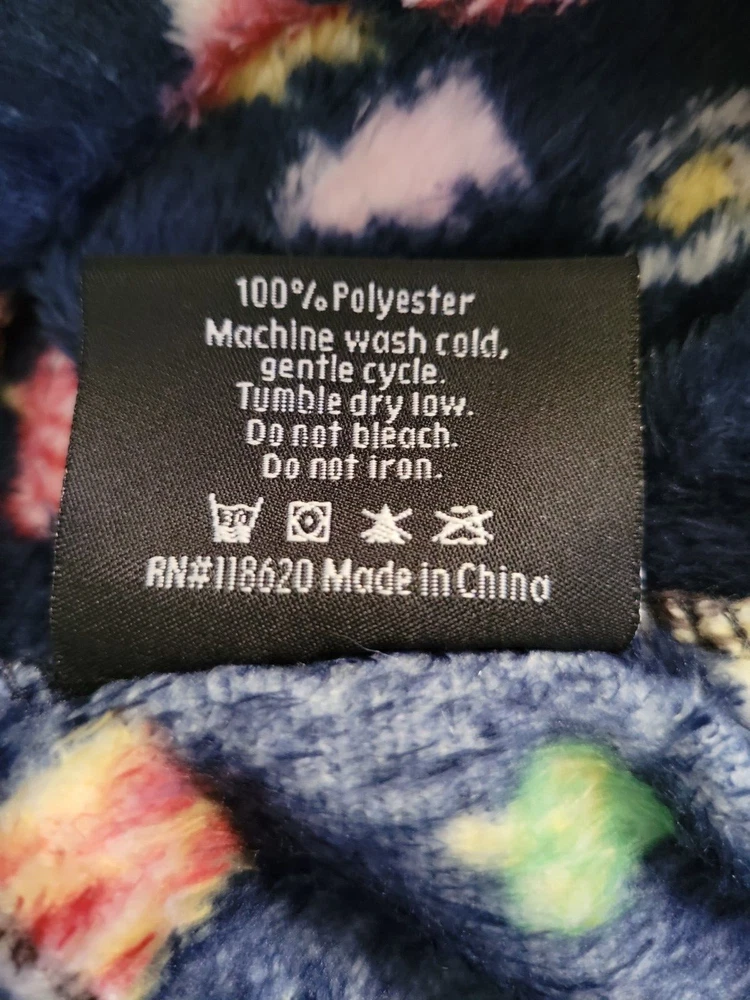 100% Polyester
Machine wash cold,
gentle cycle.
Tumble dry low.
Do not bleach.
Do not iron.
30
RN#118620 Made in China